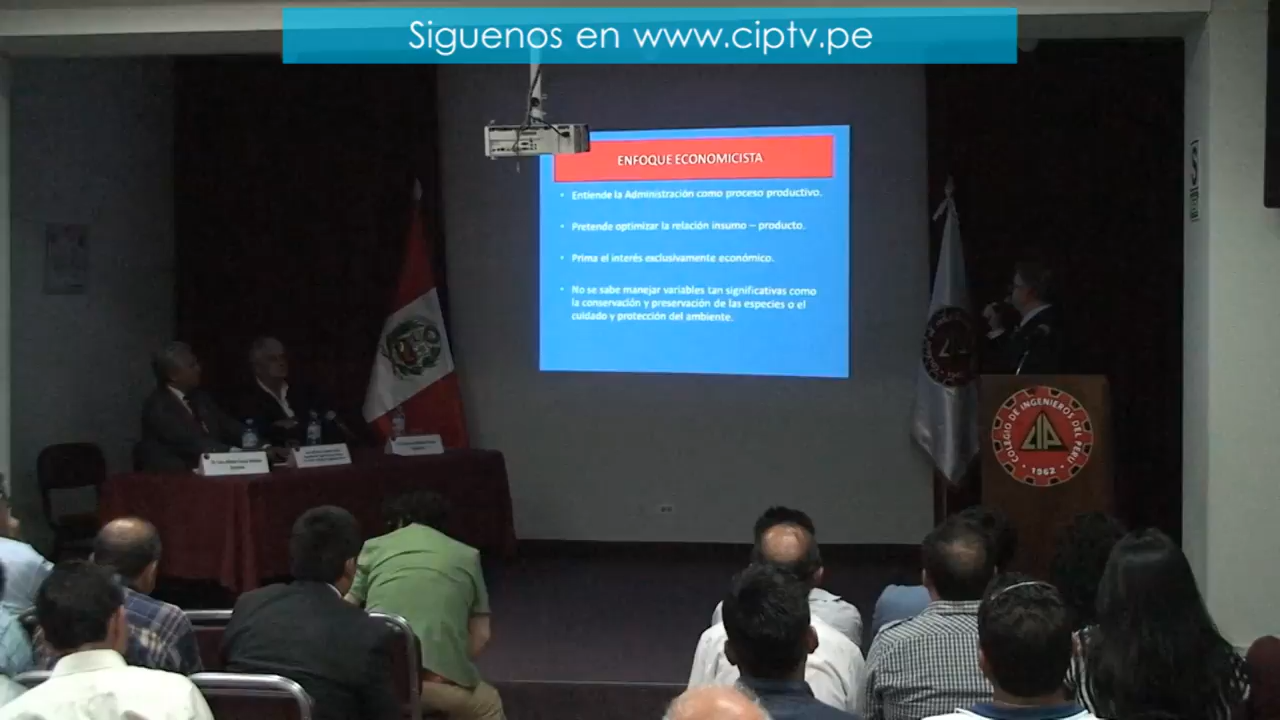 Siguenos en www.ciptv.pe
ENFOQUE ECONOMICISTA
• Entiende la Administración como proceso productivo.
• Pretende optimizar la relación insumo – producto.
• Prima el interés exclusivamente económico.
• No se sabe manejar variables tan significativas como
la conservación y preservación de las especies o el
cuidado y protección del ambiente.
COLEGIO DE INGENIEROS DEL PERU
CIP
• 1962 •
S